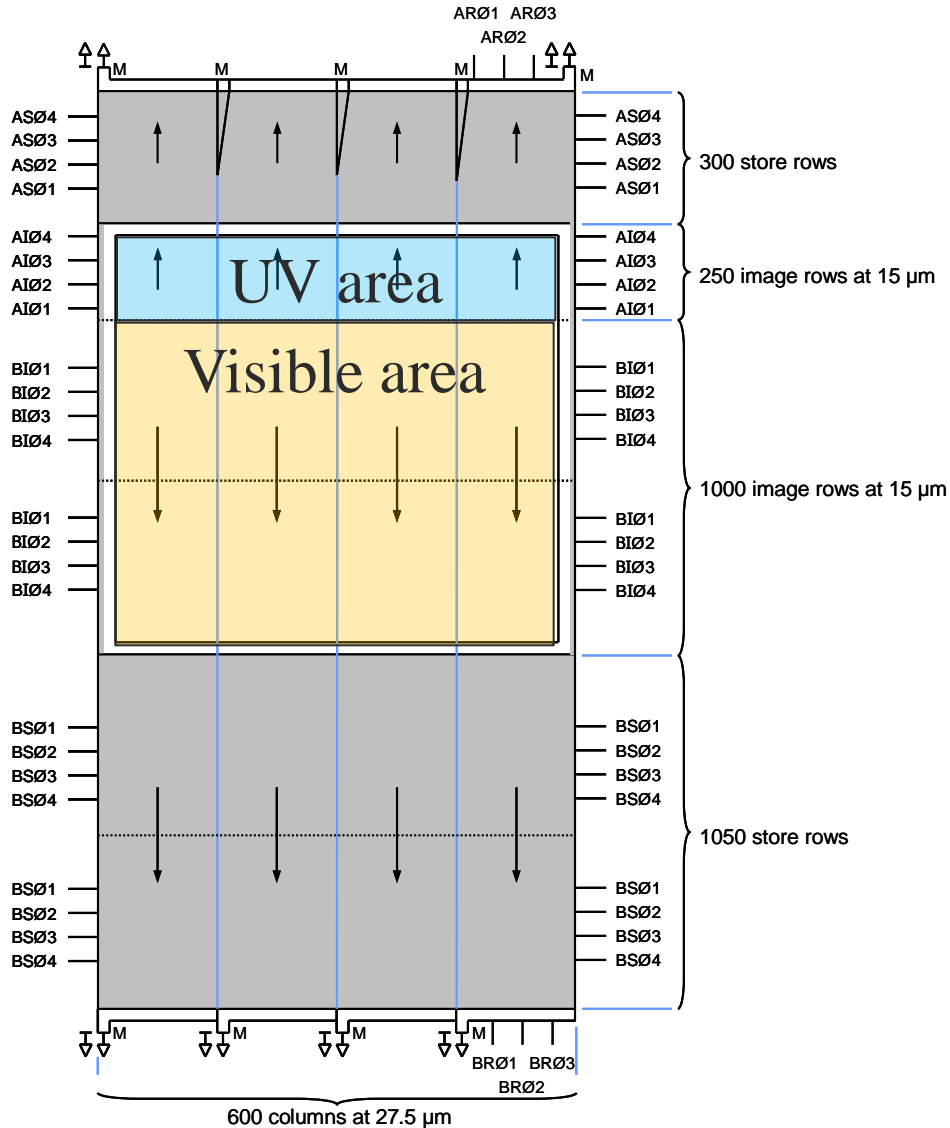 ARØ1 ARØ3
ARØ2
M M M M M
ASØ4 ASØ4
ASØ3 ASØ3
ASØ2 ASØ2
ASØ1 ASØ1
300 store rows
AIØ4 AIØ4
AIØ3 AIØ3
AIØ2 AIØ2
AIØ1 AIØ1
UV area
250 image rows at 15 µm
Visible area
BIØ1 BIØ1
BIØ2 BIØ2
BIØ3 BIØ3
BIØ4 BIØ4
1000 image rows at 15 µm
BIØ1 BIØ1
BIØ2 BIØ2
BIØ3 BIØ3
BIØ4 BIØ4
BSØ1 BSØ1
BSØ2 BSØ2
BSØ3 BSØ3
BSØ4 BSØ4
1050 store rows
BSØ1 BSØ1
BSØ2 BSØ2
BSØ3 BSØ3
BSØ4 BSØ4
M M M M
BRØ1 BRØ3
BRØ2
600 columns at 27.5 µm